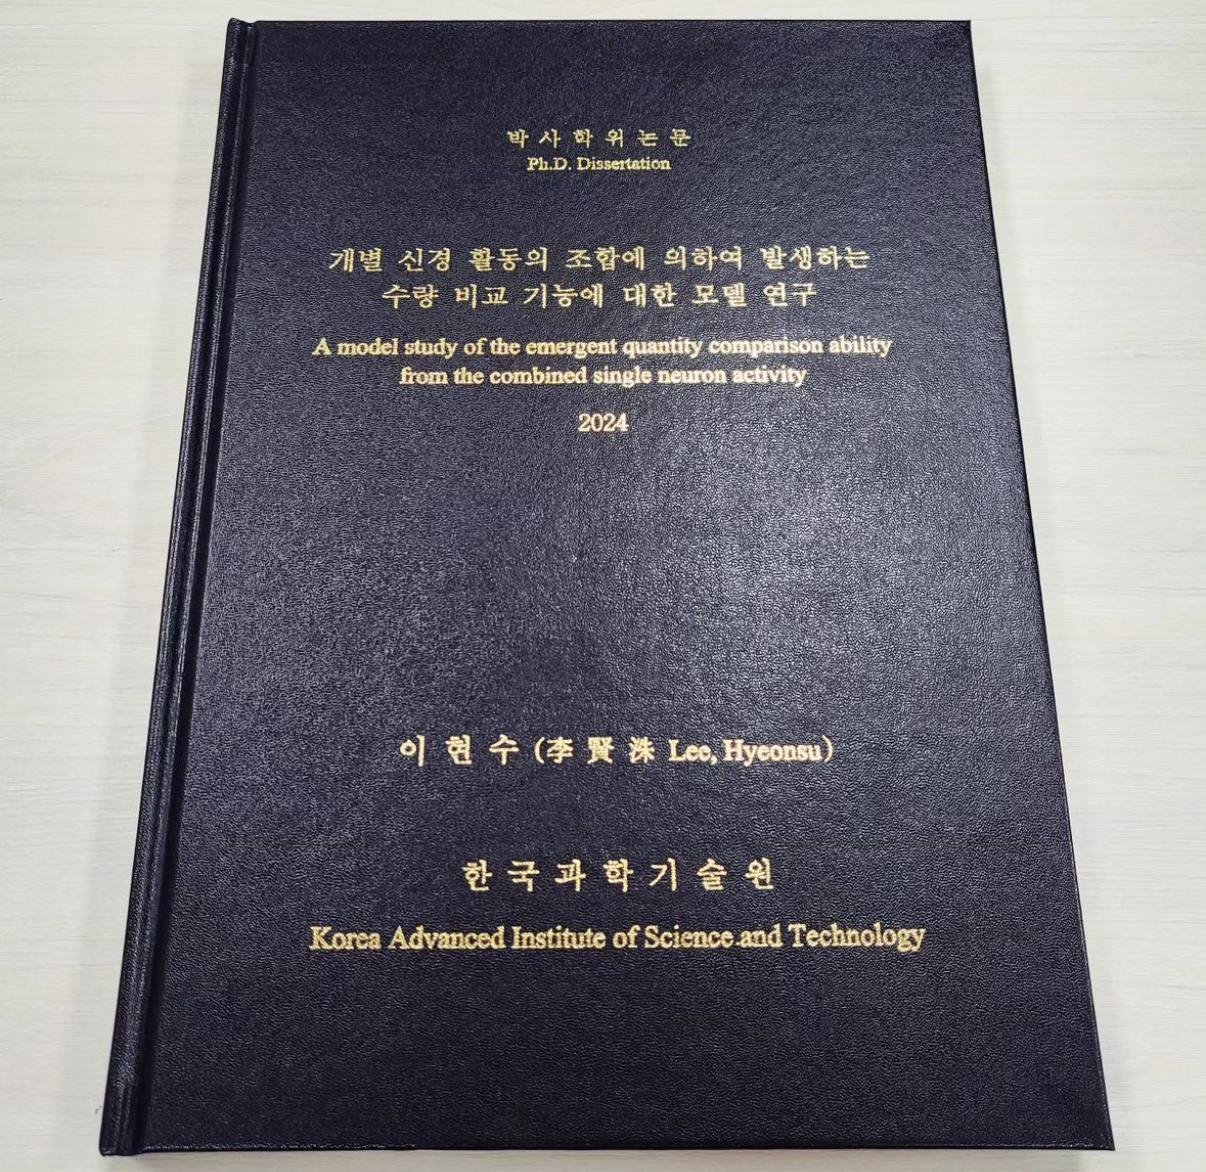 박사학위논문
Ph.D. Dissertation
개별 신경 활동의 조합에 의하여 발생하는
수량 비교 기능에 대한 모델 연구
A model study of the emergent quantity comparison ability
from the combined single neuron activity
2024
이 현 수 (李 賢 洙 Lee, Hyeonsu)
한국과학기술원
Korea Advanced Institute of Science and Technology